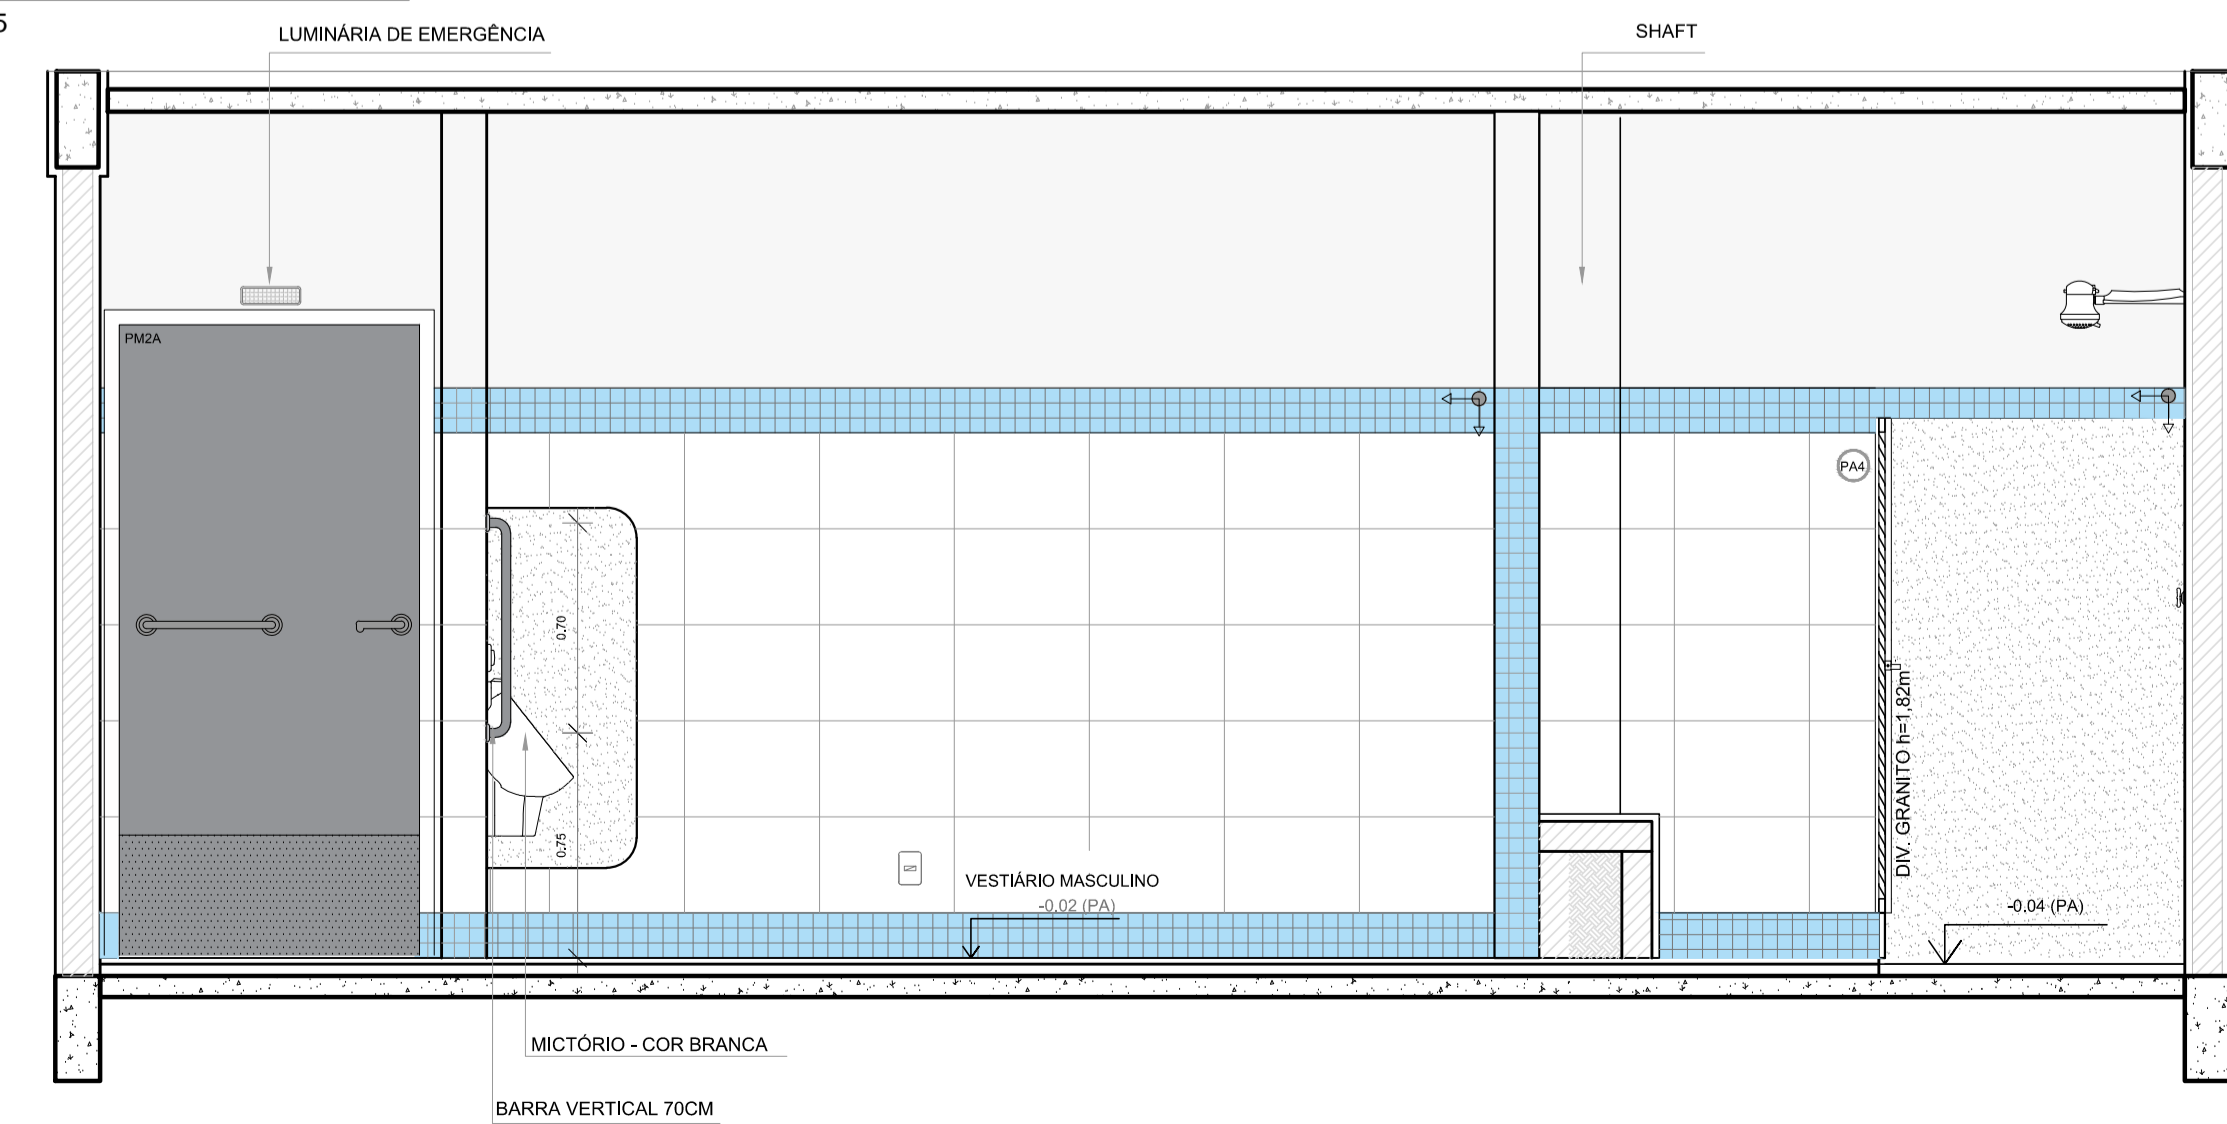 5
LUMINÁRIA DE EMERGÊNCIA
SHAFT
PM2A
PA4
0.70
0.75
DIV. GRANITO h=1,82m
VESTIÁRIO MASCULINO
-0.02 (PA)
-0.04 (PA)
MICTÓRIO - COR BRANCA
BARRA VERTICAL 70CM